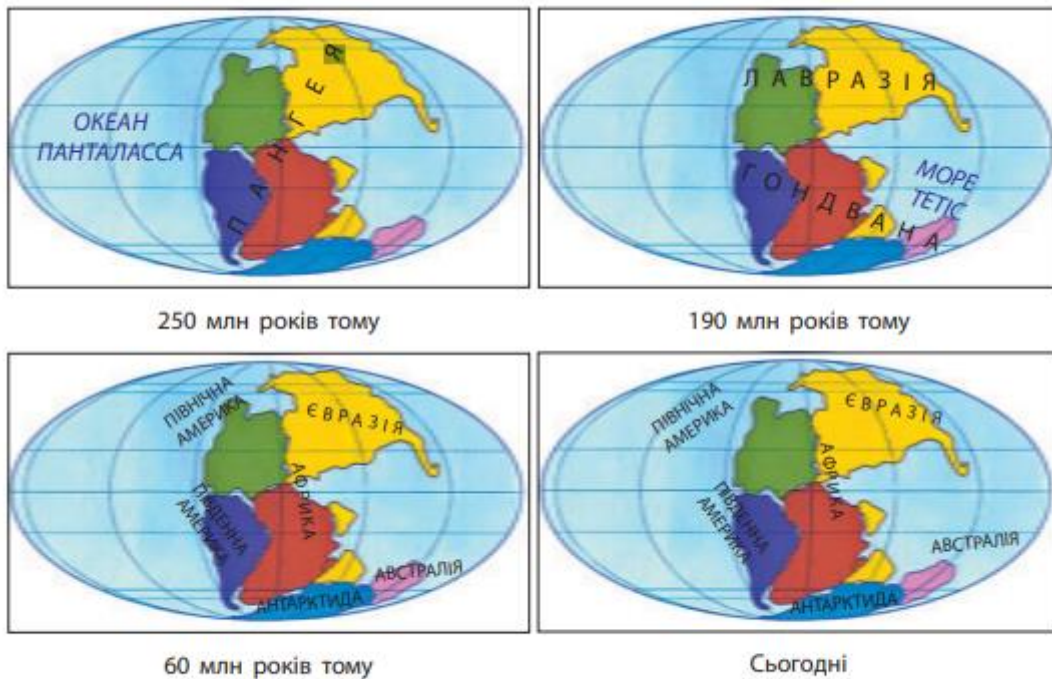 ОКЕАН
ПАНТАЛАССА
ПАНГЕЯ
250 млн років тому
ЛАВРАЗІЯ
ГОНДВАНА
МОРЕ
ТЕТІС
190 млн років тому
ПІВНІЧНА
АМЕРИКА
ЄВРАЗІЯ
АФРИКА
ПІВДЕННА
АМЕРИКА
АВСТРАЛІЯ
АНТАРКТИДА
60 млн років тому
ПІВНІЧНА
АМЕРИКА
ЄВРАЗІЯ
АФРИКА
ПІВДЕННА
АМЕРИКА
АВСТРАЛІЯ
АНТАРКТИДА
Сьогодні